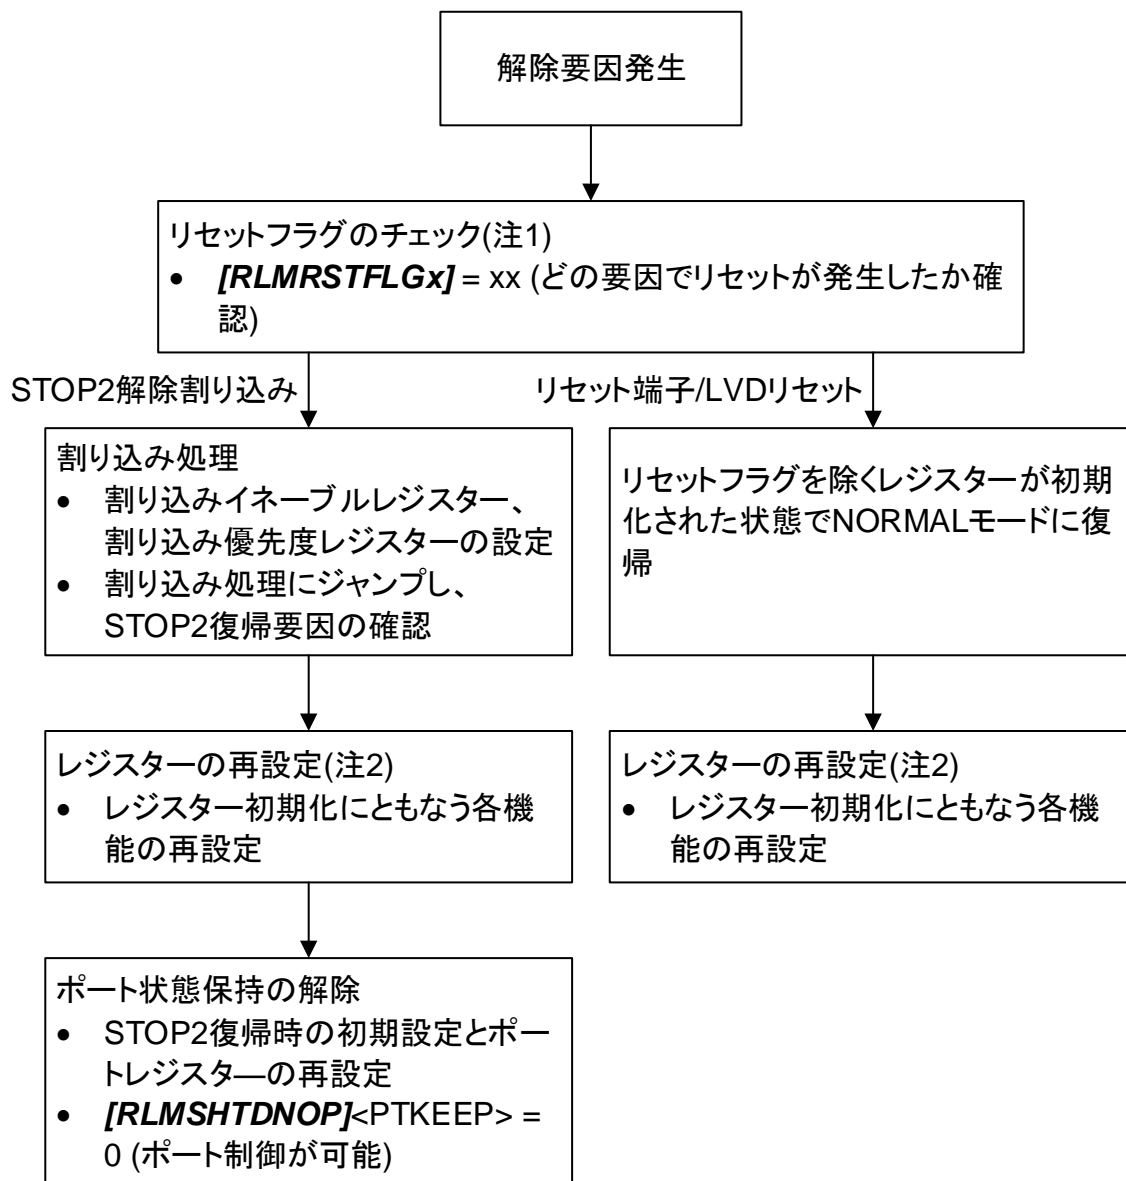 解除要因発生
リセットフラグのチェック(注1)
• [RLMRSTFLGx] = xx (どの要因でリセットが発生したか確
認)
STOP2解除割り込み
リセット端子/LVDリセット
割り込み処理
• 割り込みイネーブルレジスター、
割り込み優先度レジスターの設定
• 割り込み処理にジャンプし、
STOP2復帰要因の確認
リセットフラグを除くレジスターが初期
化された状態でNORMALモードに復
帰
レジスターの再設定(注2)
• レジスター初期化にともなう各機
能の再設定
レジスターの再設定(注2)
• レジスター初期化にともなう各機
能の再設定
ポート状態保持の解除
• STOP2復帰時の初期設定とポー
トレジスタ―の再設定
• [RLMSHTDNOP]<PTKEEP> =
0 (ポート制御が可能)